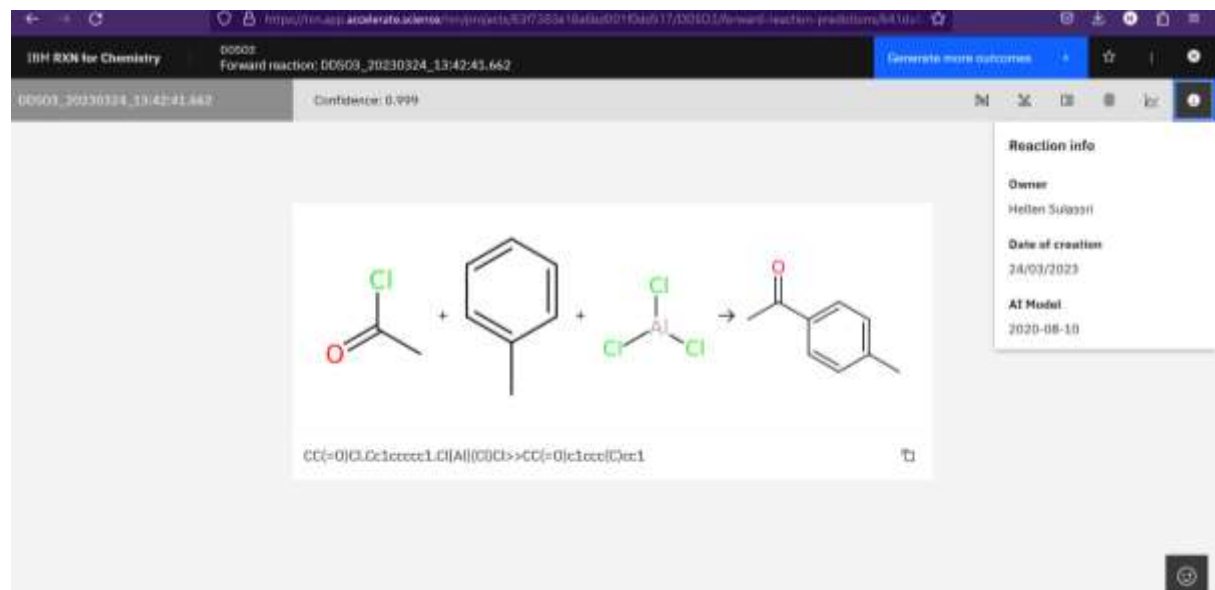 IBM RXN for Chemistry
DDS03
Forward reaction: DDS03_20230324_13:42:41.662
Generate more outcomes +
DDS03_20230324_13:42:41.662
Confidence: 0.999
Reaction info
Owner
Date of creation
24/03/2023
AI Model
2020-08-10
Cl
O
+
+
Cl
Al
Cl
Cl
→
O
CC(=O)Cl.Cc1ccccc1.Cl[Al](Cl)Cl>>CC(=O)c1ccc(C)cc1